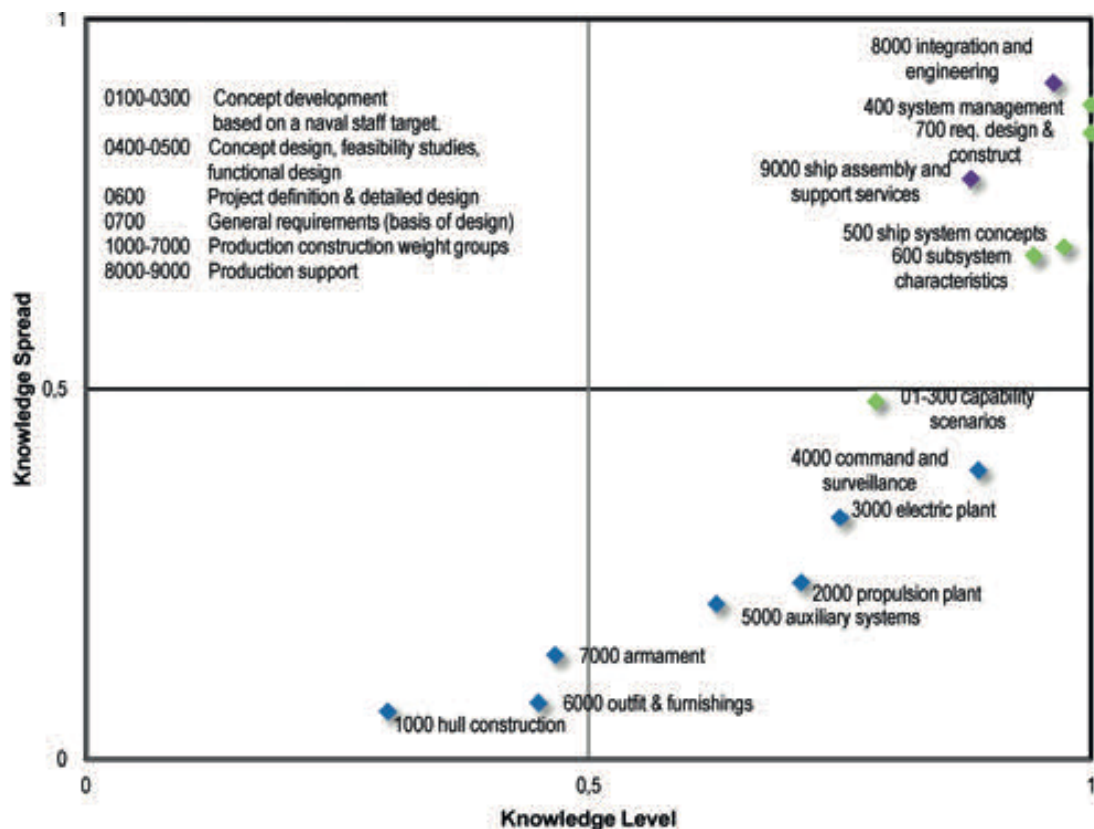 1
8000 integration and
engineering
0100-0300 Concept development
based on a naval staff target.
0400-0500 Concept design, feasibility studies,
functional design
0600 Project definition & detailed design
0700 General requirements (basis of design)
1000-7000 Production construction weight groups
8000-9000 Production support
400 system management
700 req. design &
construct
9000 ship assembly and
support services
500 ship system concepts
600 subsystem
characteristics
Knowledge Spread
0,5
01-300 capability
scenarios
4000 command and
surveillance
3000 electric plant
2000 propulsion plant
5000 auxiliary systems
7000 armament
6000 outfit & furnishings
1000 hull construction
0
0
0,5
1
Knowledge Level